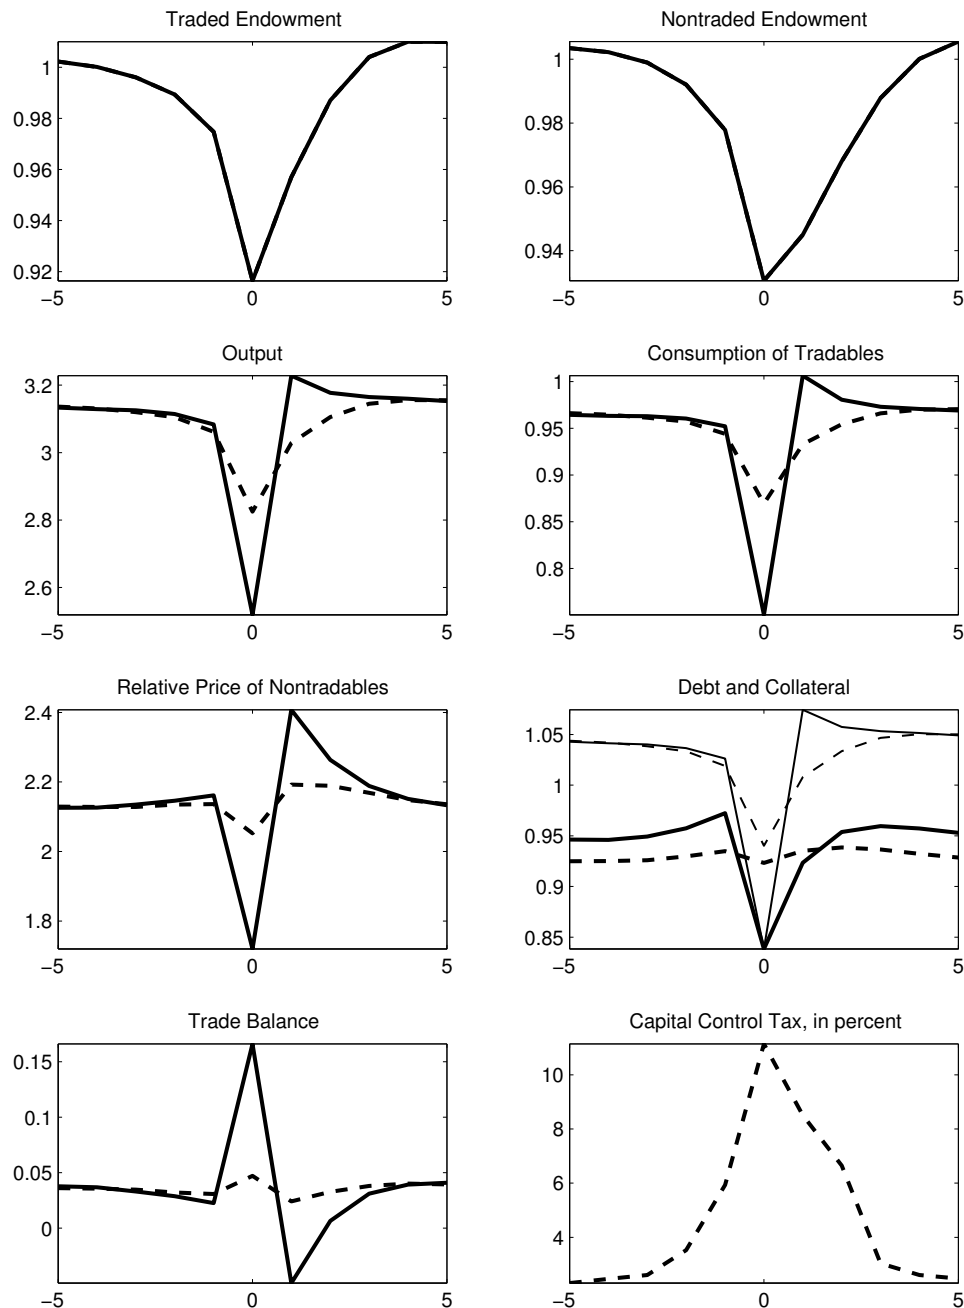 Traded Endowment
1
0.98
0.96
0.94
0.92
−5 0 5
Nontraded Endowment
1
0.98
0.96
0.94
−5 0 5
Output
3.2
3
2.8
2.6
−5 0 5
Consumption of Tradables
1
0.95
0.9
0.85
0.8
−5 0 5
Relative Price of Nontradables
2.4
2.2
2
1.8
−5 0 5
Debt and Collateral
1.05
1
0.95
0.9
0.85
−5 0 5
Trade Balance
0.15
0.1
0.05
0
−5 0 5
Capital Control Tax, in percent
10
8
6
4
−5 0 5